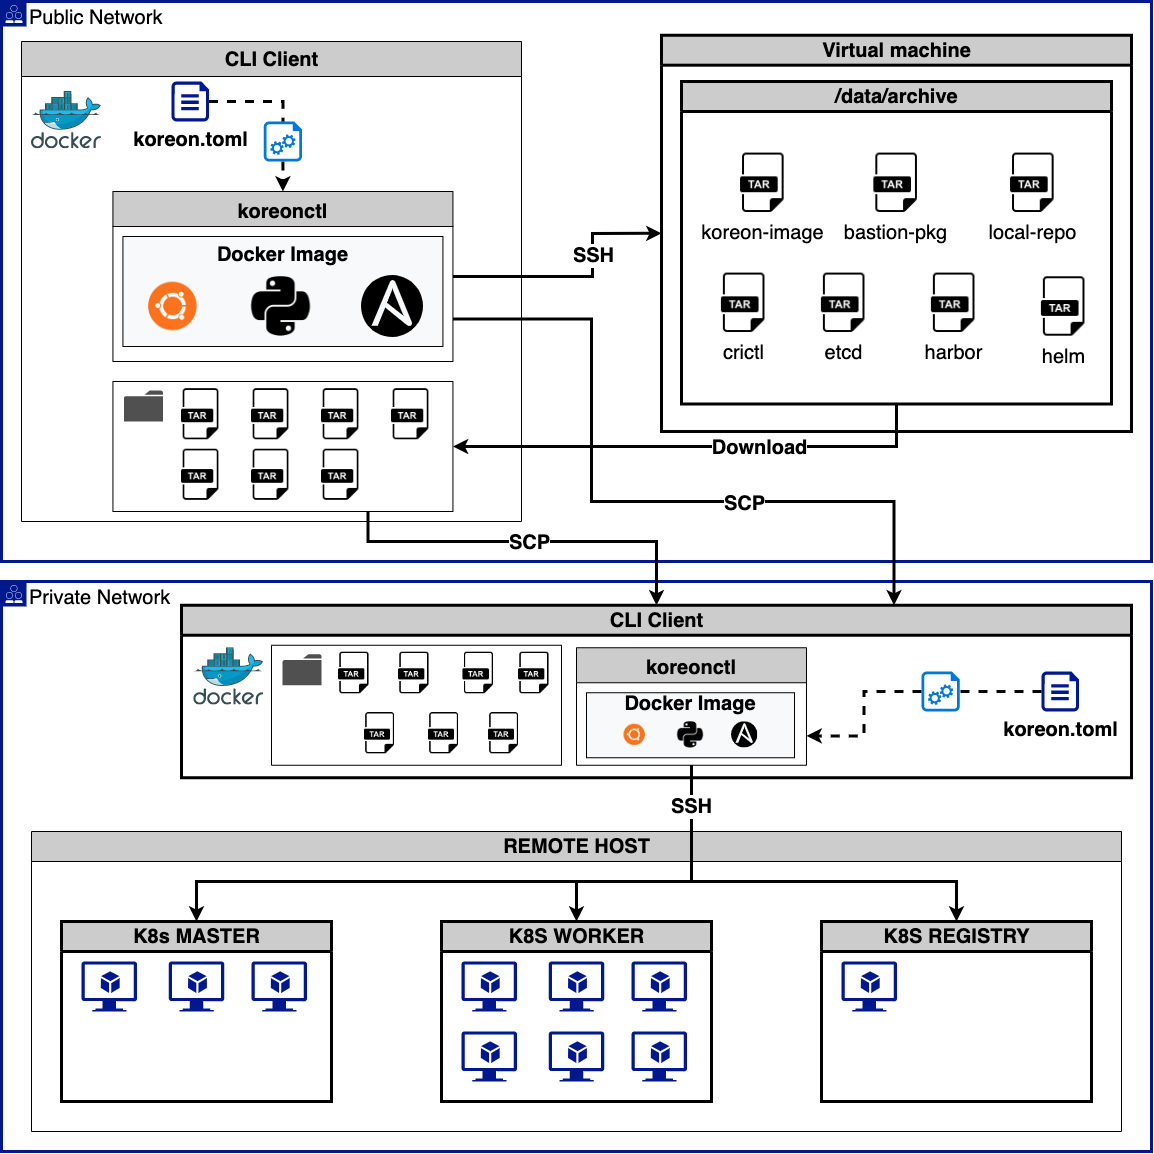 Public Network
CLI Client
docker
koreon.toml
koreonctl
Docker Image
TAR
TAR
TAR
TAR
TAR
TAR
TAR
SSH
Virtual machine
/data/archive
TAR
TAR
TAR
koreon-image
bastion-pkg
local-repo
TAR
TAR
TAR
TAR
crictl
etcd
harbor
helm
Download
SCP
SCP
Private Network
CLI Client
docker
TAR
TAR
TAR
TAR
TAR
TAR
TAR
koreonctl
Docker Image
koreon.toml
SSH
REMOTE HOST
K8s MASTER
K8S WORKER
K8S REGISTRY